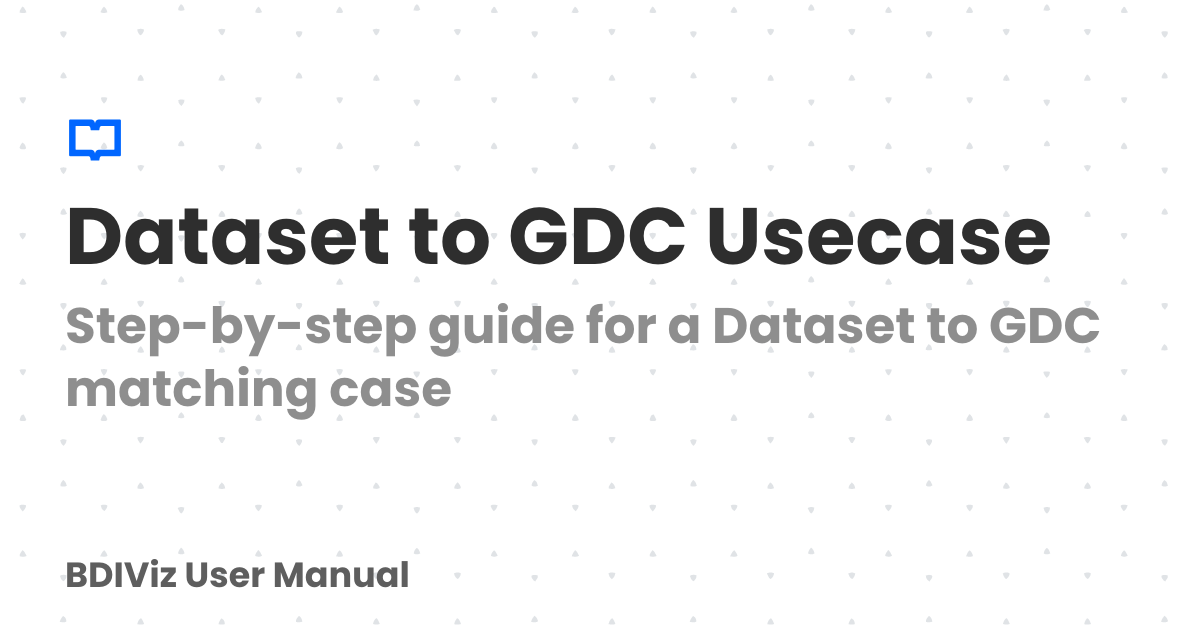 Dataset to GDC Usecase
Step-by-step guide for a Dataset to GDC
matching case
BDIViz User Manual